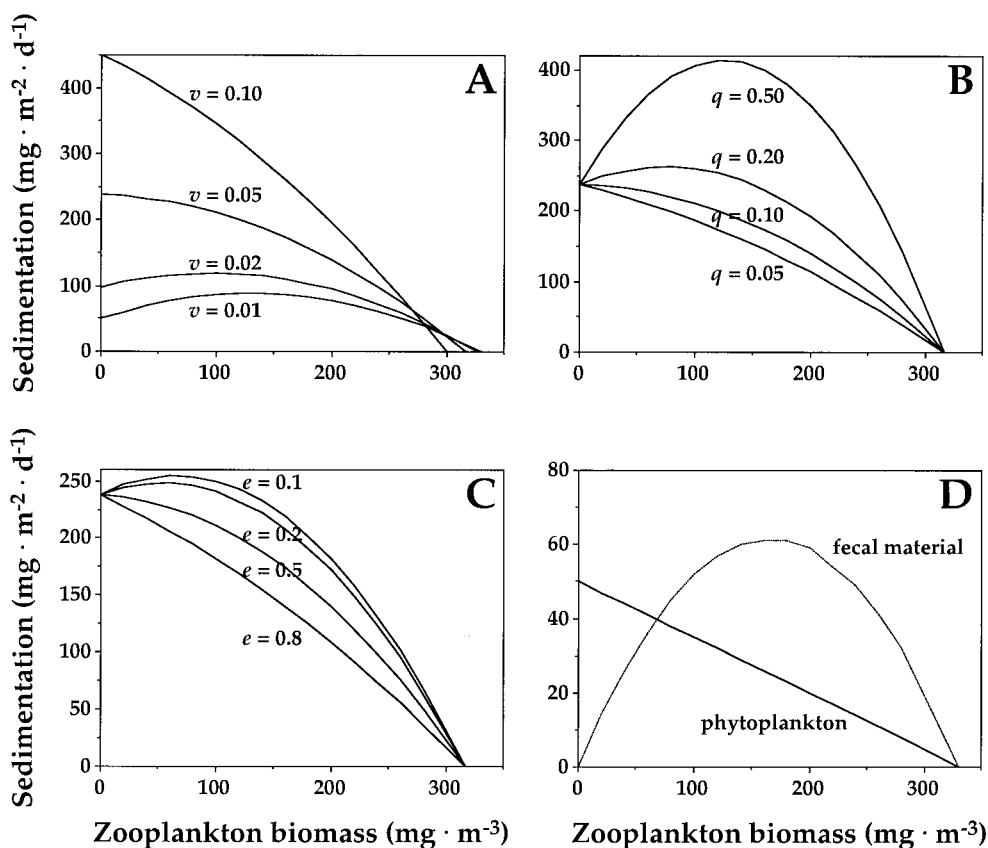 Sedimentation (mg · m-2 · d-1)
A
v = 0.10
v = 0.05
v = 0.02
v = 0.01
400
300
200
100
0
0 100 200 300
B
q = 0.50
q = 0.20
q = 0.10
q = 0.05
400
300
200
100
0
0 100 200 300
Sedimentation (mg · m-2 · d-1)
C
e = 0.1
e = 0.2
e = 0.5
e = 0.8
250
200
150
100
50
0
0 100 200 300
Zooplankton biomass (mg · m-3)
D
fecal material
phytoplankton
80
60
40
20
0
0 100 200 300
Zooplankton biomass (mg · m-3)